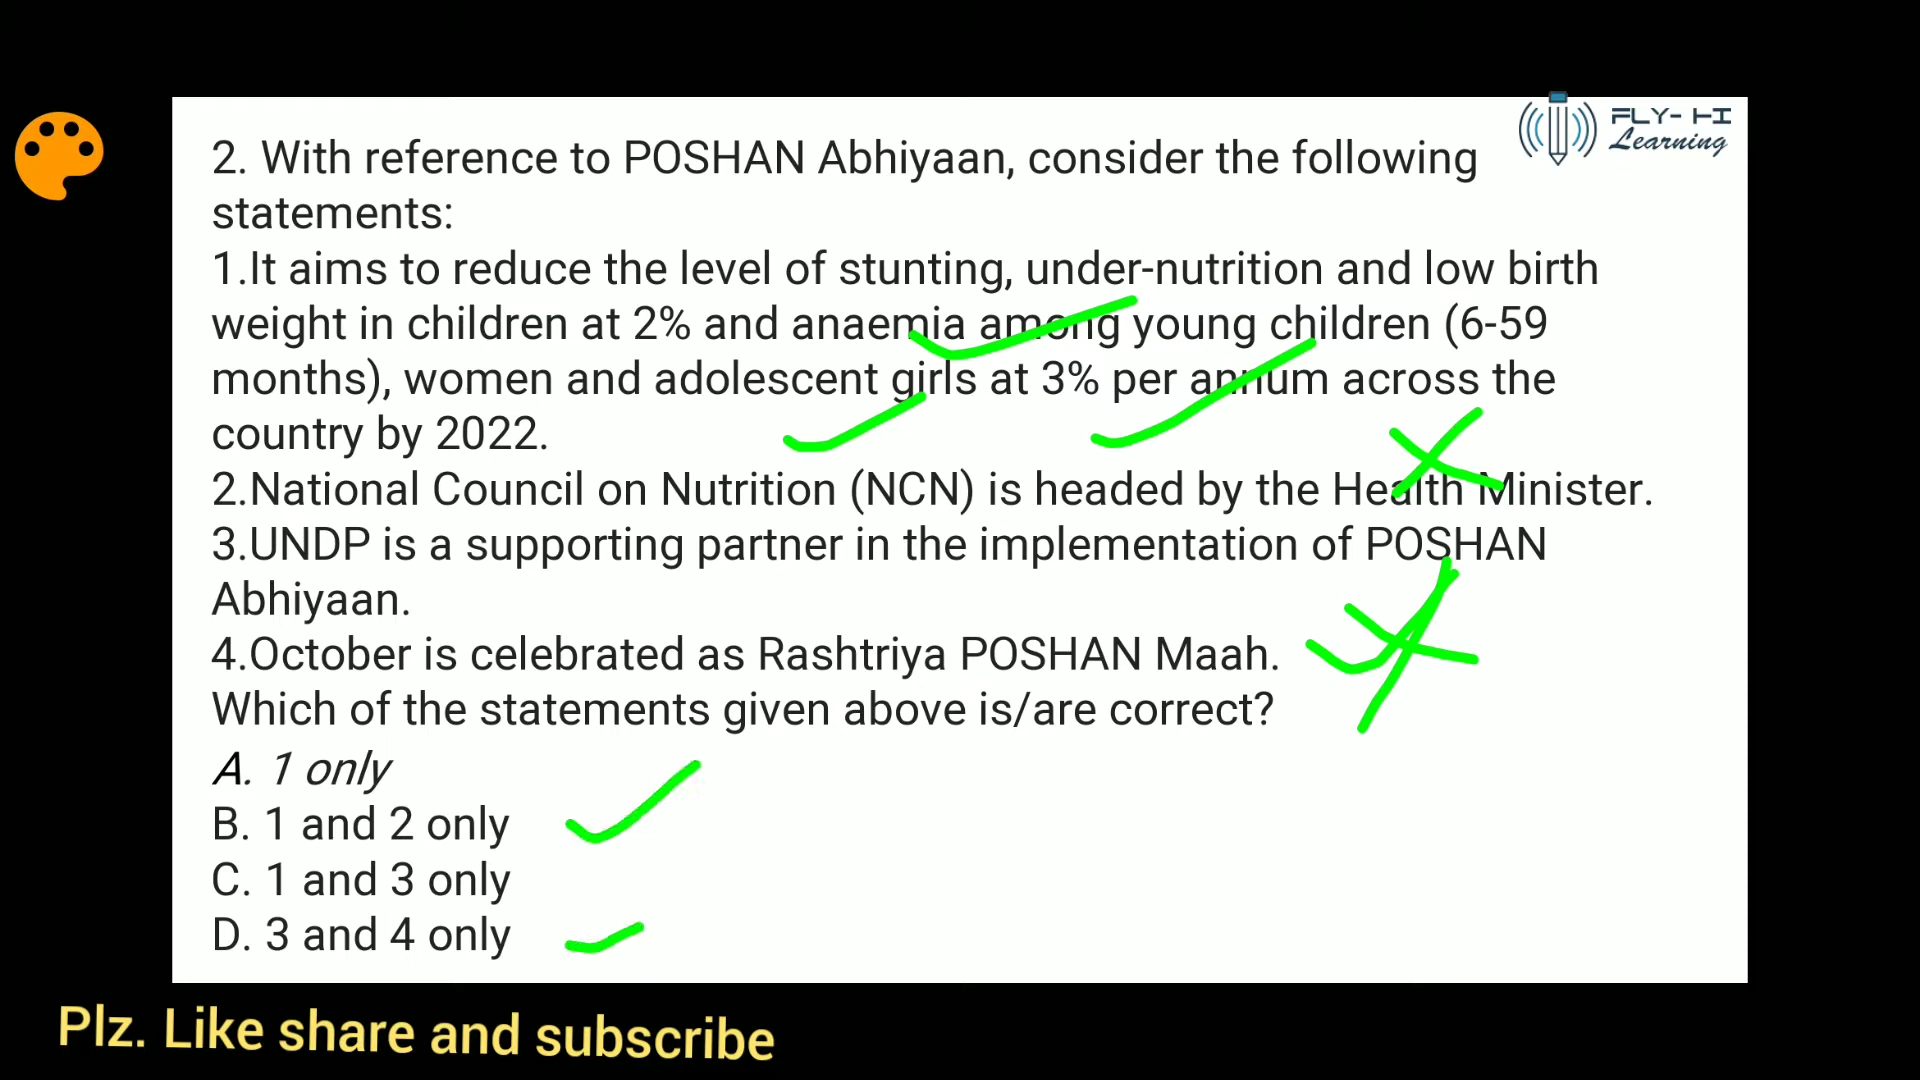 FLY-HI
Learning
2. With reference to POSHAN Abhiyaan, consider the following
statements:
1.It aims to reduce the level of stunting, under-nutrition and low birth
weight in children at 2% and anaemia among young children (6-59
months), women and adolescent girls at 3% per annum across the
country by 2022.
2.National Council on Nutrition (NCN) is headed by the Health Minister.
3.UNDP is a supporting partner in the implementation of POSHAN
Abhiyaan.
4.October is celebrated as Rashtriya POSHAN Maah.
Which of the statements given above is/are correct?
A. 1 only
B. 1 and 2 only
C. 1 and 3 only
D. 3 and 4 only
Plz. Like share and subscribe